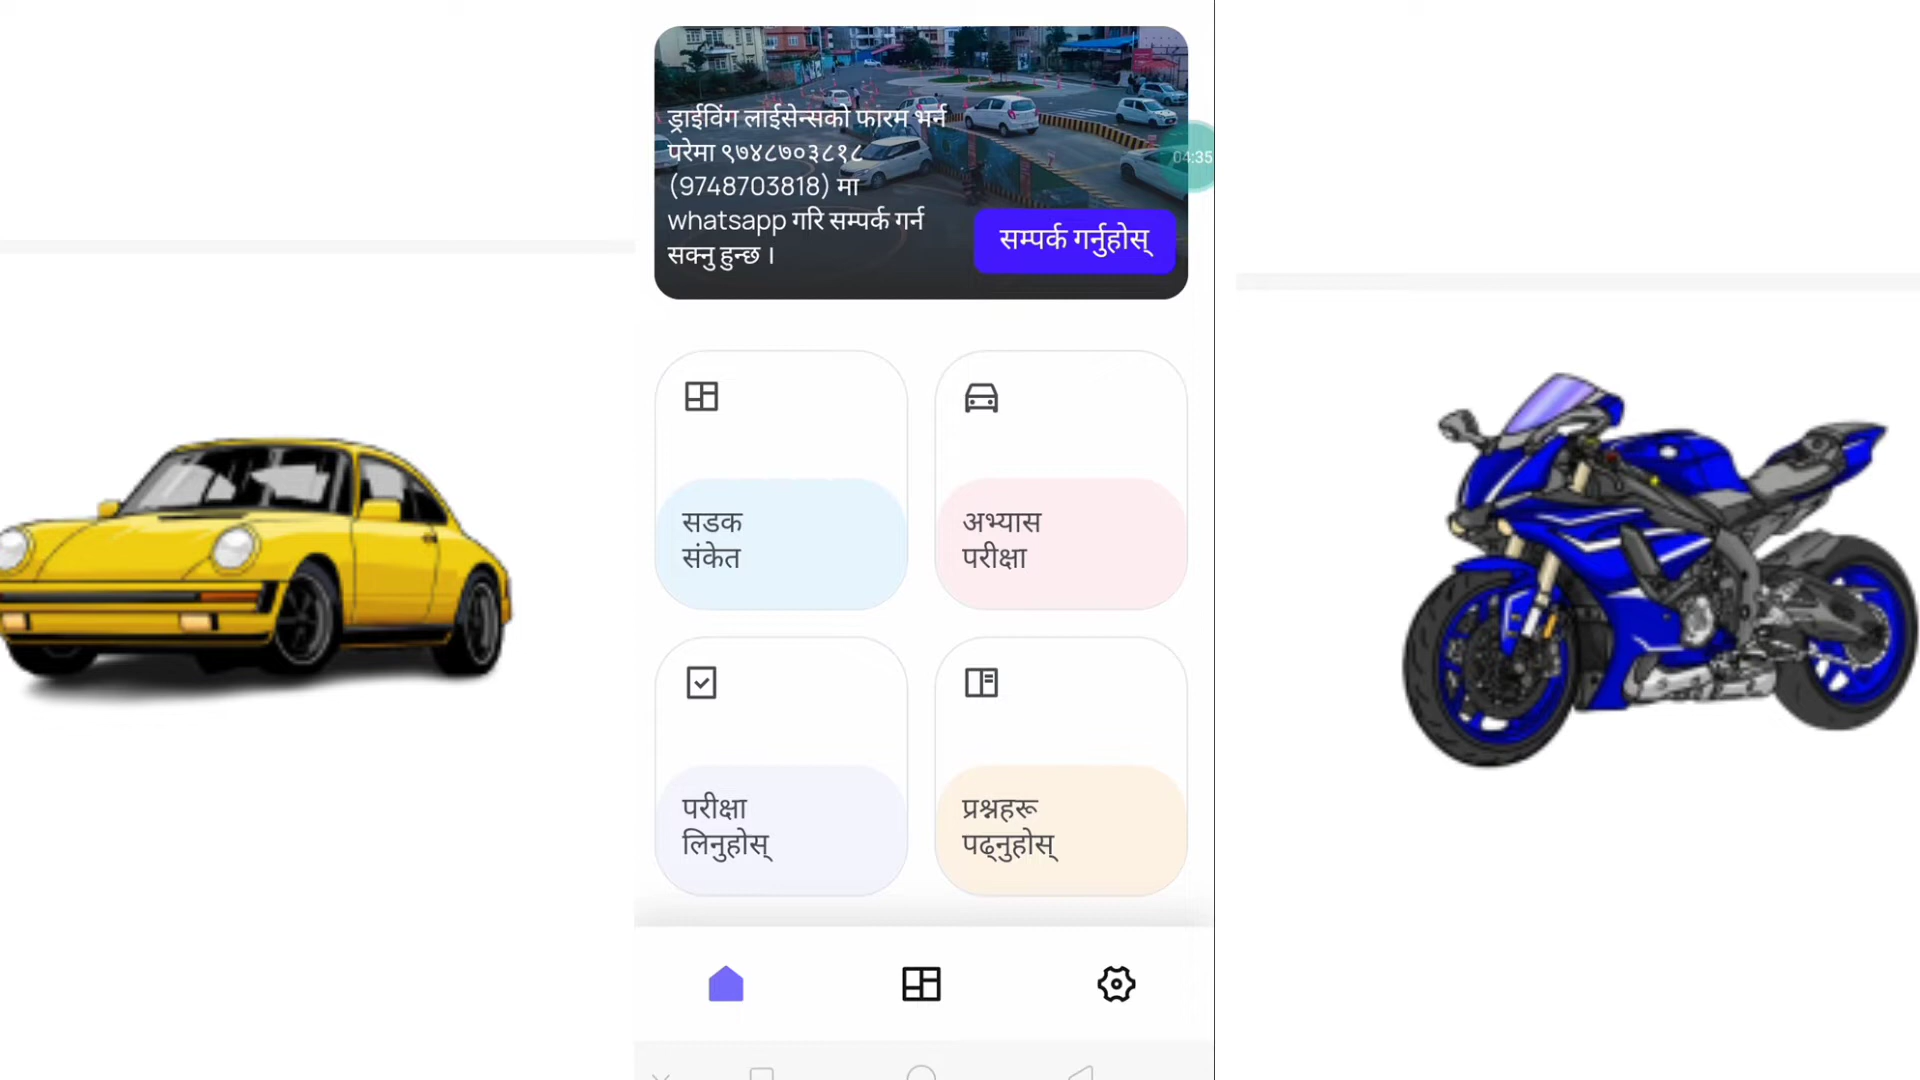 ड्राईविंग लाईसेन्सको फारम भर्न
परेमा ९७४८७०३८१८
(9748703818) मा
whatsapp गरि सम्पर्क गर्न
सक्नु हुन्छ ।
सम्पर्क गर्नुहोस्
04:35
सडक
संकेत
अभ्यास
परीक्षा
परीक्षा
लिनुहोस्
प्रश्नहरू
पढ्नुहोस्